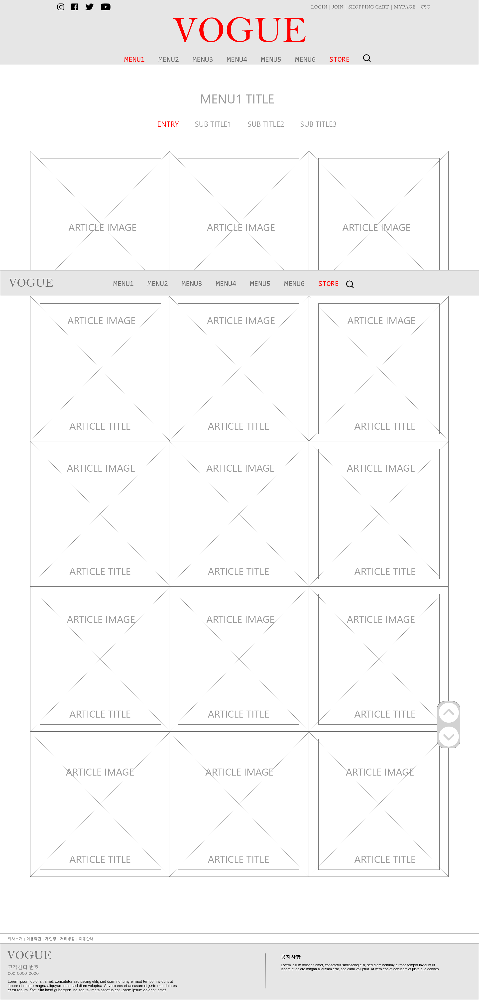 LOGIN | JOIN | SHOPPING CART | MYPAGE | CSC
VOGUE
MENU1 MENU2 MENU3 MENU4 MENU5 MENU6 STORE
MENU1 TITLE
ENTRY SUB TITLE1 SUB TITLE2 SUB TITLE3
ARTICLE IMAGE ARTICLE IMAGE ARTICLE IMAGE
VOGUE MENU1 MENU2 MENU3 MENU4 MENU5 MENU6 STORE
ARTICLE IMAGE ARTICLE IMAGE ARTICLE IMAGE
ARTICLE TITLE ARTICLE TITLE ARTICLE TITLE
ARTICLE IMAGE ARTICLE IMAGE ARTICLE IMAGE
ARTICLE TITLE ARTICLE TITLE ARTICLE TITLE
ARTICLE IMAGE ARTICLE IMAGE ARTICLE IMAGE
ARTICLE TITLE ARTICLE TITLE ARTICLE TITLE
ARTICLE IMAGE ARTICLE IMAGE ARTICLE IMAGE
ARTICLE TITLE ARTICLE TITLE ARTICLE TITLE
회사소개 | 이용약관 | 개인정보처리방침 | 이용안내
VOGUE
고객센터 번호
000-0000-0000
Lorem ipsum dolor sit amet, consetetur sadipscing elitr, sed diam nonumy eirmod tempor invidunt ut
labore et dolore magna aliquyam erat, sed diam voluptua. At vero eos et accusam et justo duo dolores
et ea rebum. Stet clita kasd gubergren, no sea takimata sanctus est Lorem ipsum dolor sit amet
공지사항
Lorem ipsum dolor sit amet, consetetur sadipscing elitr, sed diam nonumy eirmod tempor invidunt ut
labore et dolore magna aliquyam erat, sed diam voluptua. At vero eos et accusam et justo duo dolores